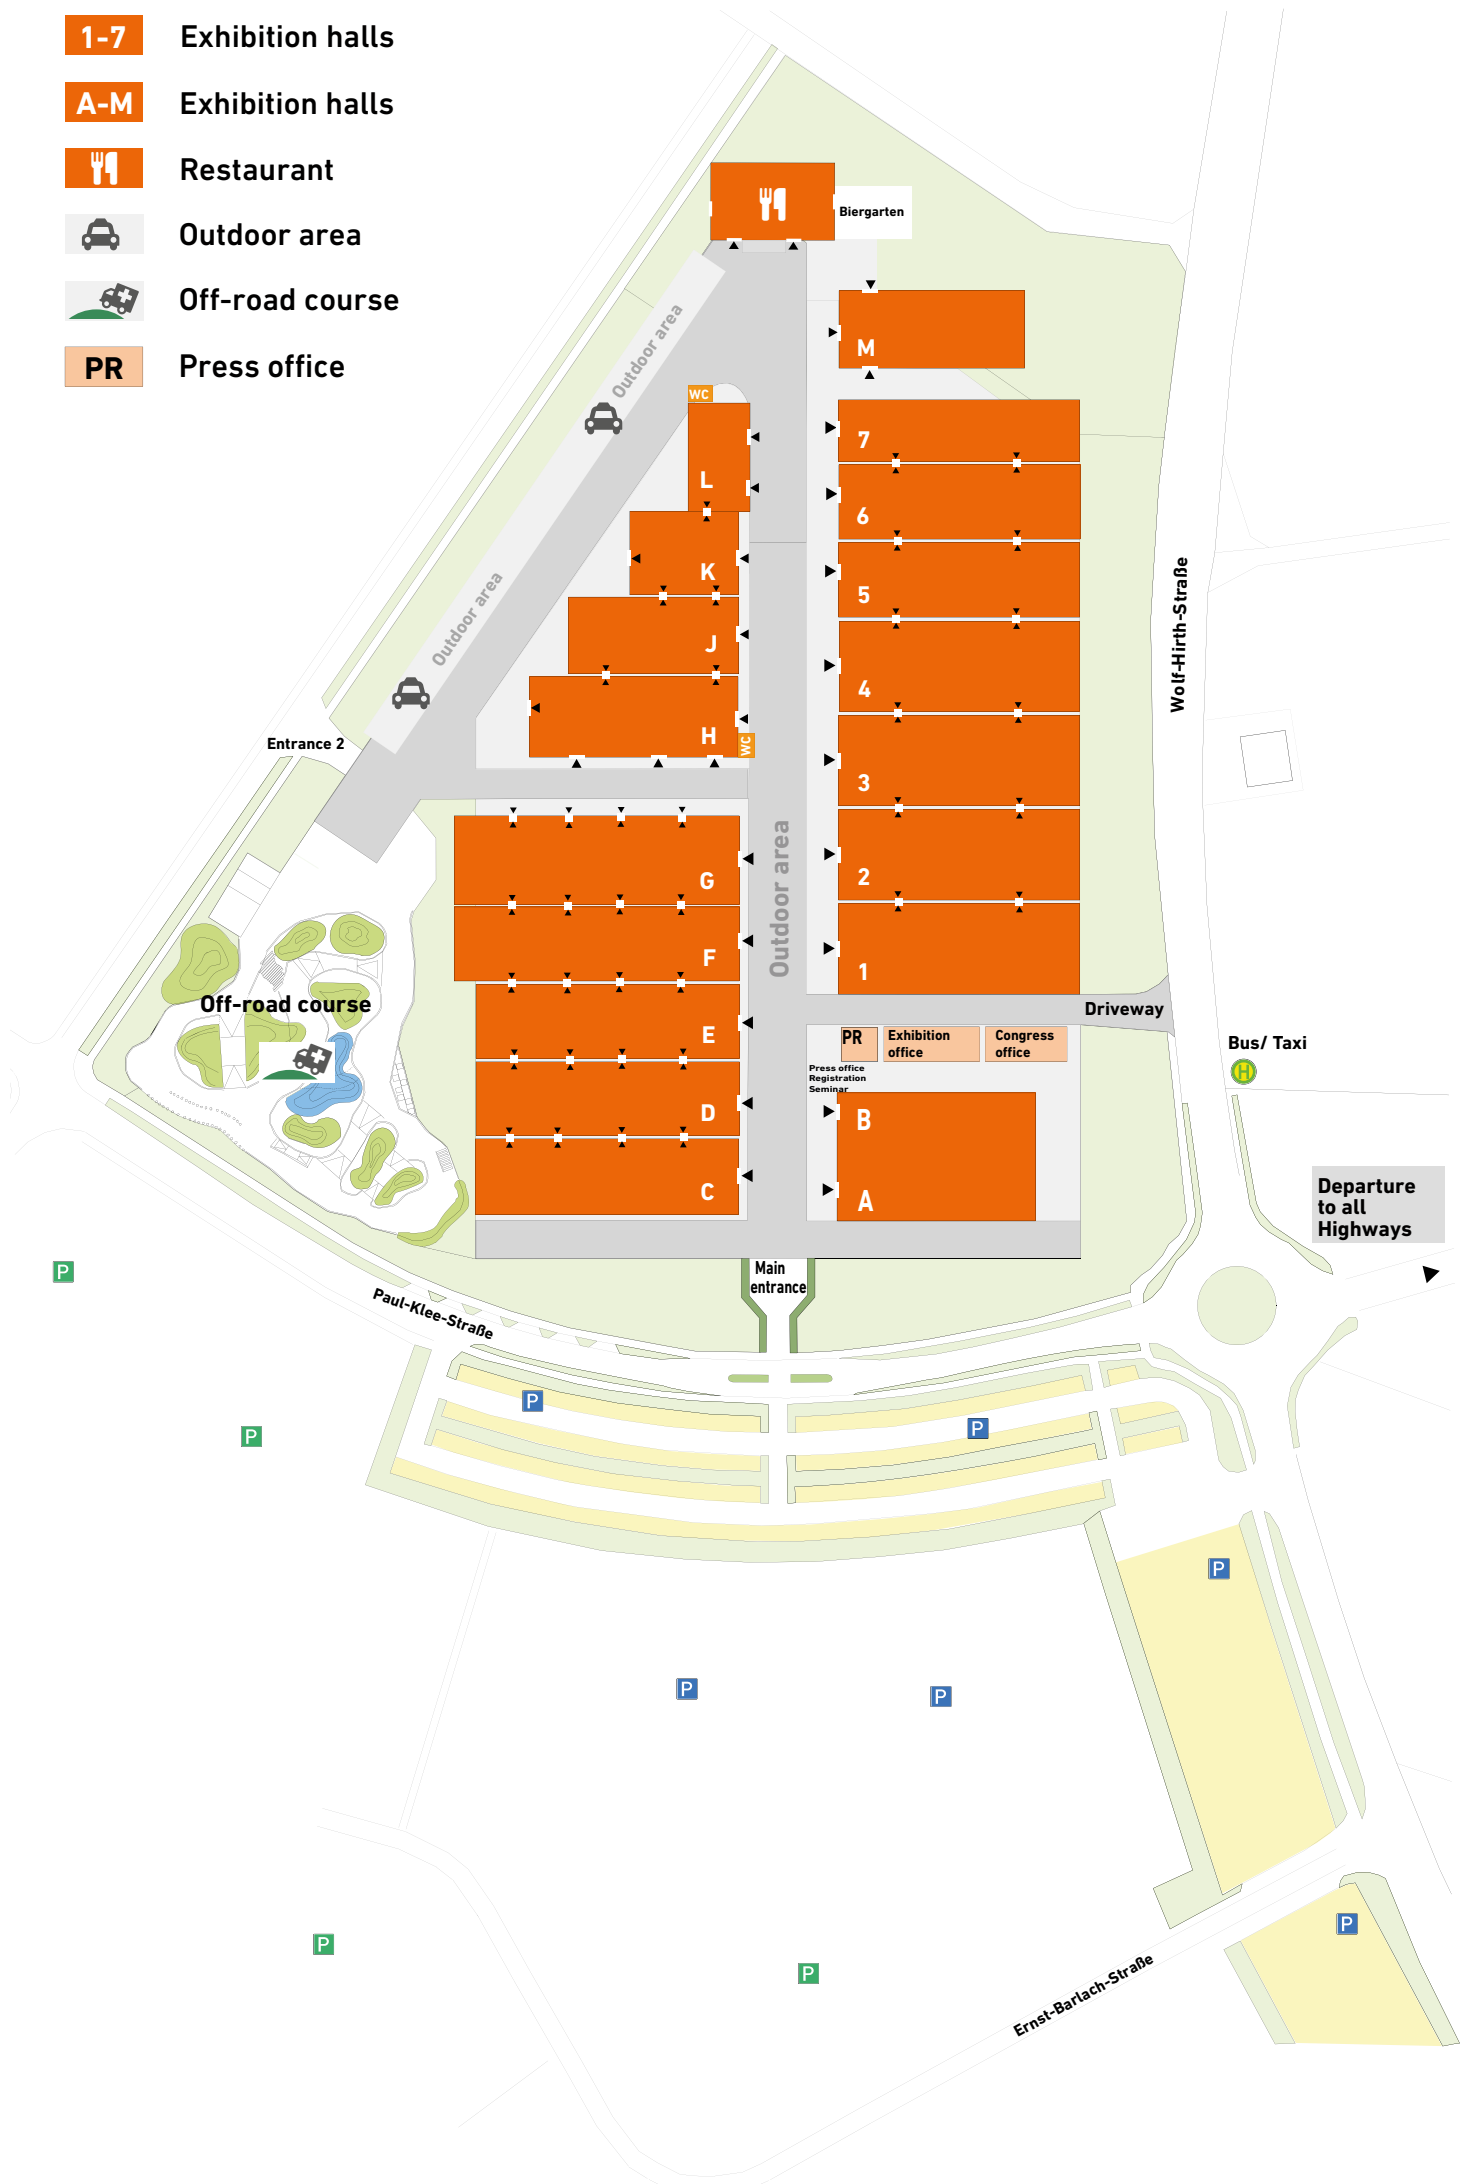 1-7 Exhibition halls
A-M Exhibition halls
Restaurant
Outdoor area
Off-road course
PR Press office
Biergarten
M
Outdoor area
WC
7
L
6
K
5
Outdoor area
J
4
H
WC
Entrance 2
3
Wolf-Hirth-Straße
G
2
Outdoor area
F
1
Off-road course
E
Driveway
PR
Exhibition
office
Congress
office
Bus/ Taxi
H
Press office
Registration
Seminar
D
B
C
A
Departure
to all
Highways
Main
entrance
P
Paul-Klee-Straße
P
P
P
P
P
P
P
P
P
P
Ernst-Barlach-Straße